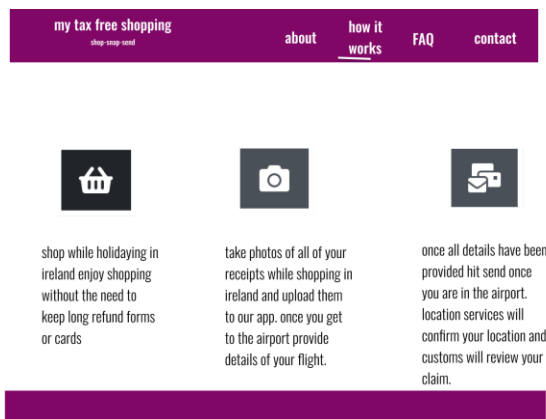 my tax free shopping
shop-snap-send
about
how it
works
FAQ
contact
shop while holidaying in
ireland enjoy shopping
without the need to
keep long refund forms
or cards
take photos of all of your
receipts while shopping in
ireland and upload them
to our app. once you get
to the airport provide
details of your flight.
once all details have been
provided hit send once
you are in the airport.
location services will
confirm your location and
customs will review your
claim.